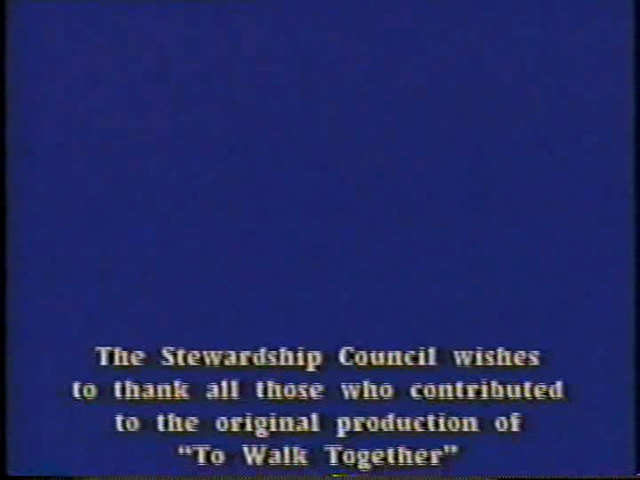 The Stewardship Council wishes
to thank all those who contributed
to the original production of
“To Walk Together”